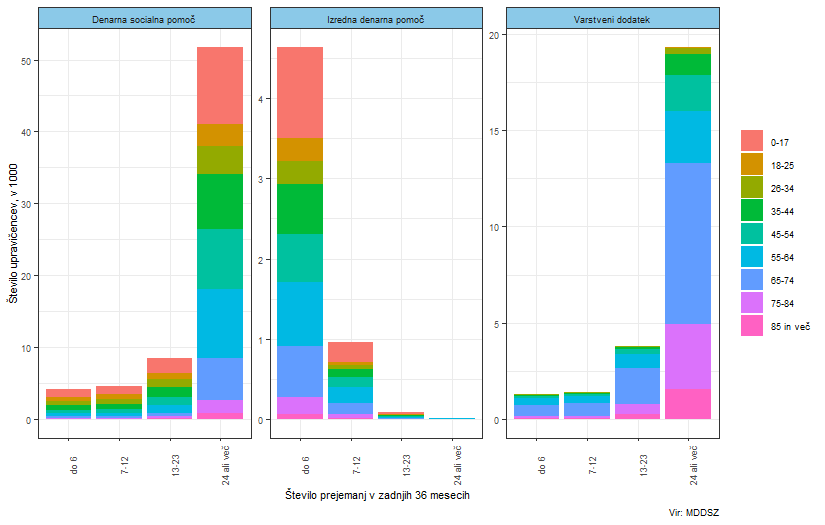 Denarna socialna pomoč
Izredna denarna pomoč
Varstveni dodatek
Število upravičencev, v 1000
50
40
30
20
10
0
4
3
2
1
0
20
15
10
5
0
do 6
7-12
13-23
24 ali več
do 6
7-12
13-23
24 ali več
do 6
7-12
13-23
24 ali več
Število prejemanj v zadnjih 36 mesecih
0-17
18-25
26-34
35-44
45-54
55-64
65-74
75-84
85 in več
Vir: MDDSZ